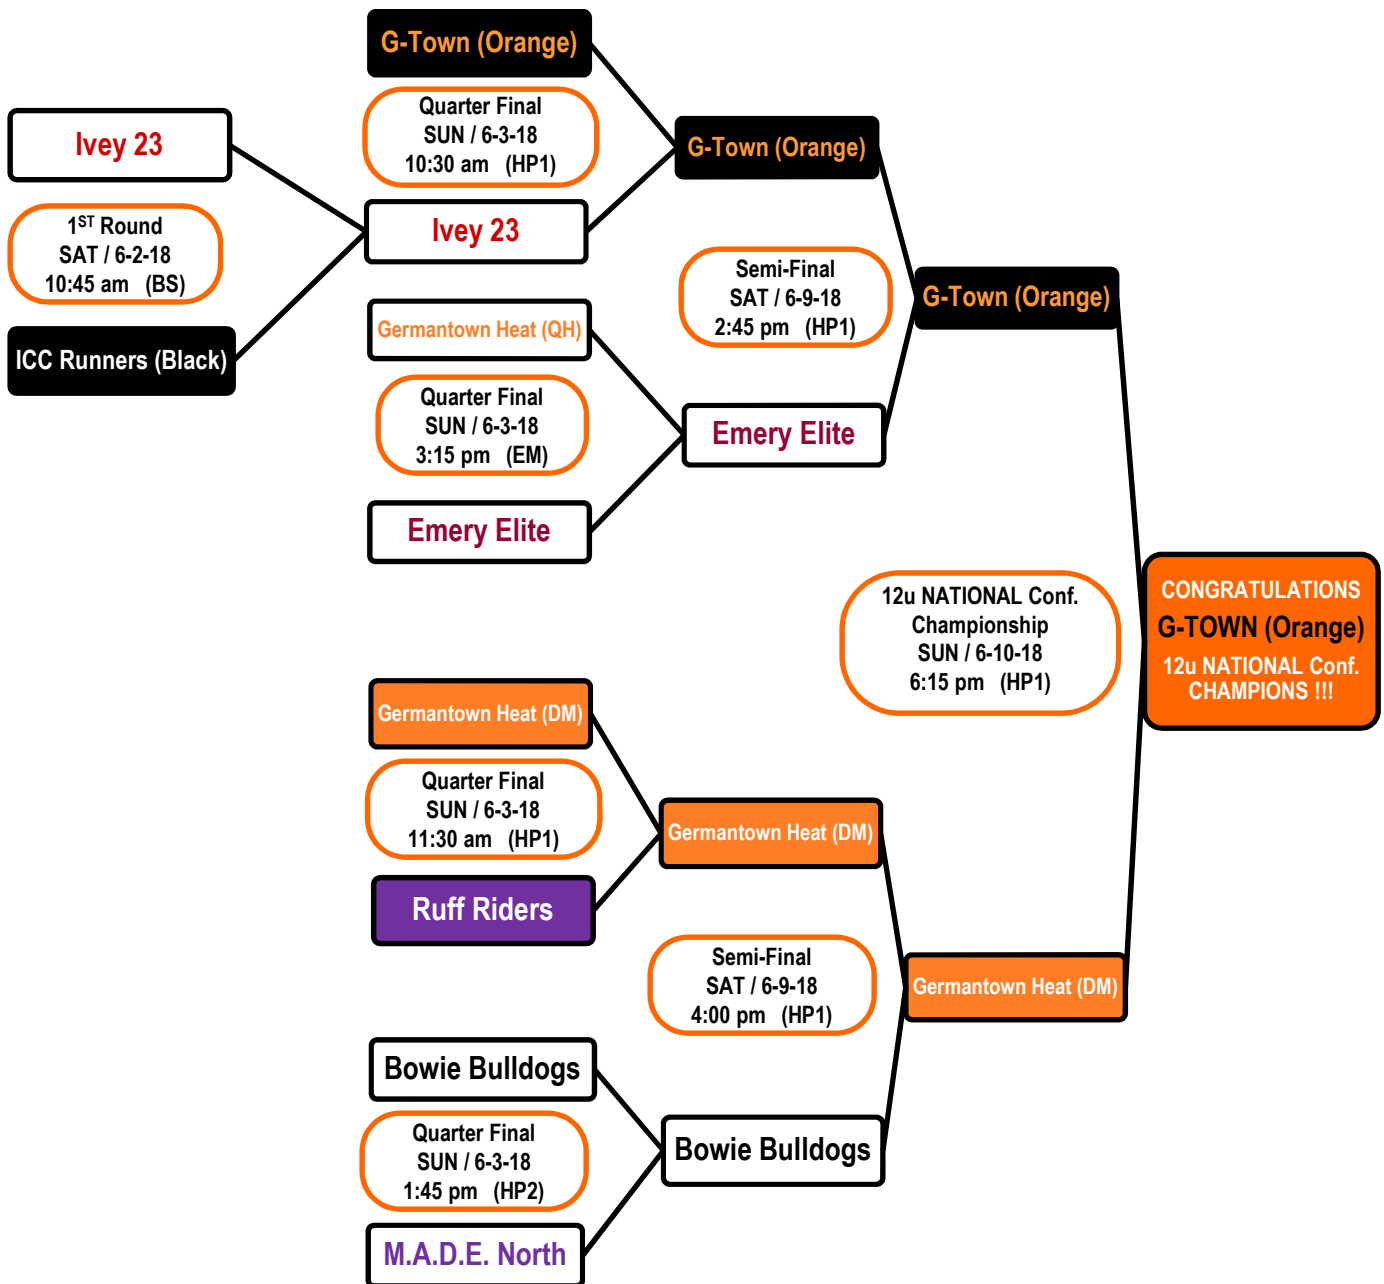 G-Town (Orange)
Quarter Final
SUN / 6-3-18
10:30 am (HP1)
Ivey 23
G-Town (Orange)
1ST Round
SAT / 6-2-18
10:45 am (BS)
Ivey 23
ICC Runners (Black)
Semi-Final
SAT / 6-9-18
2:45 pm (HP1)
G-Town (Orange)
Germantown Heat (QH)
Quarter Final
SUN / 6-3-18
3:15 pm (EM)
Emery Elite
Emery Elite
12u NATIONAL Conf.
Championship
SUN / 6-10-18
6:15 pm (HP1)
CONGRATULATIONS
G-TOWN (Orange)
12u NATIONAL Conf.
CHAMPIONS !!!
Germantown Heat (DM)
Quarter Final
SUN / 6-3-18
11:30 am (HP1)
Germantown Heat (DM)
Ruff Riders
Semi-Final
SAT / 6-9-18
4:00 pm (HP1)
Germantown Heat (DM)
Bowie Bulldogs
Quarter Final
SUN / 6-3-18
1:45 pm (HP2)
Bowie Bulldogs
M.A.D.E. North